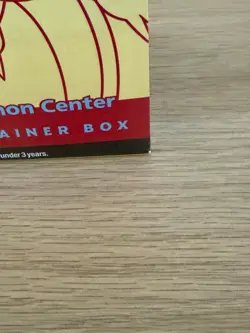 mon Center
AINER BOX
under 3 years.